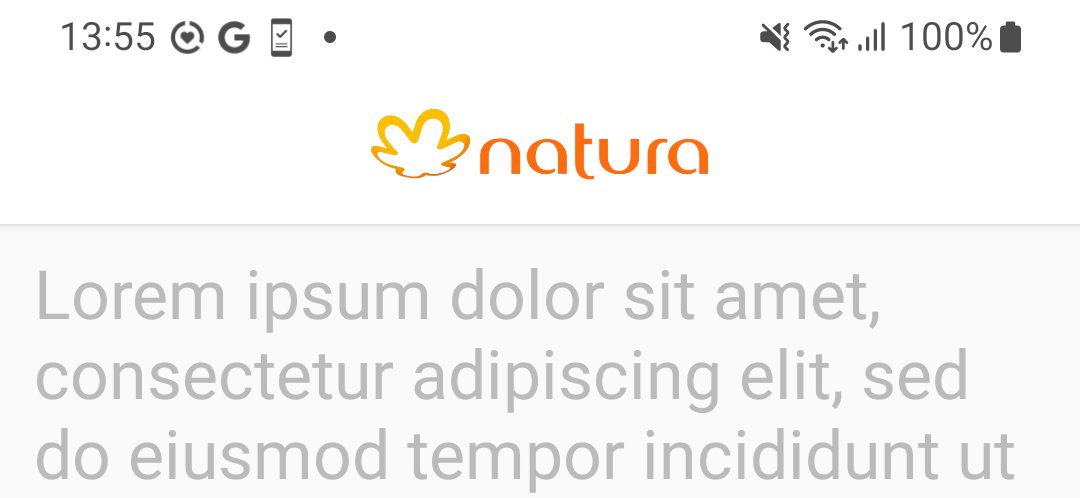 13:55 100%
natura
Lorem ipsum dolor sit amet,
consectetur adipiscing elit, sed
do eiusmod tempor incididunt ut